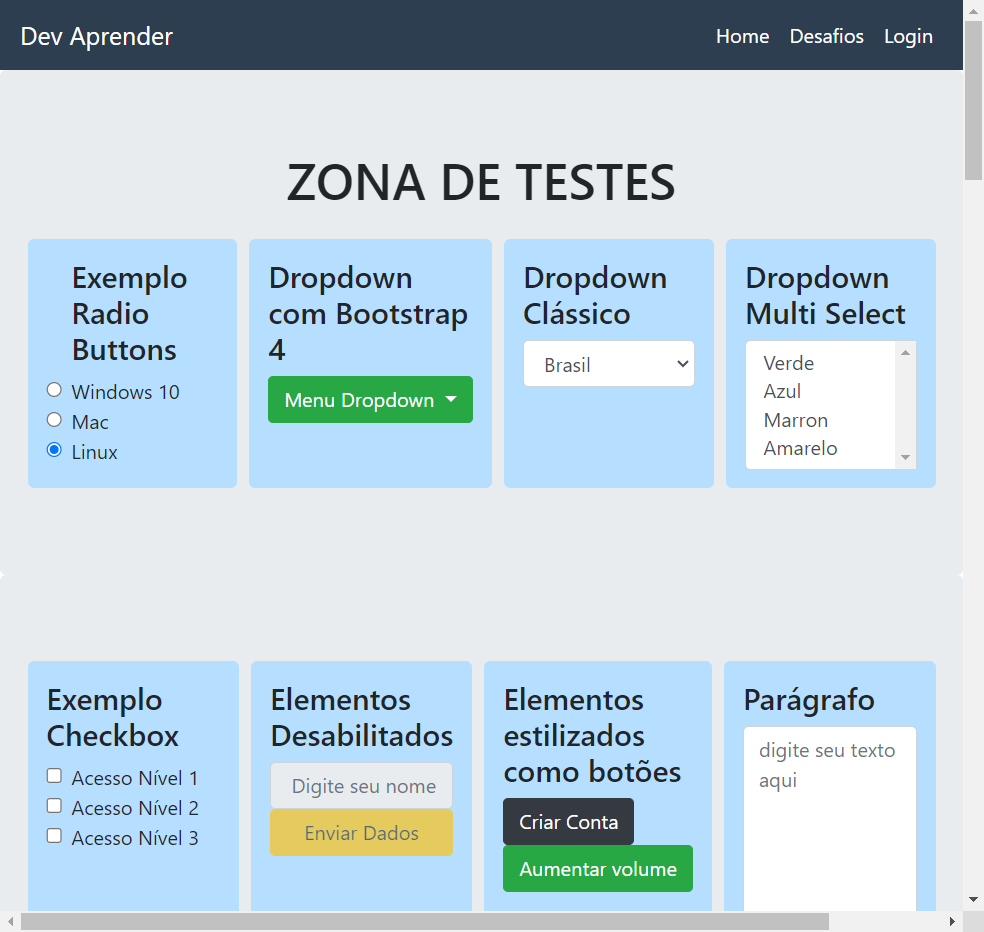 Dev Aprender
Home Desafios Login
ZONA DE TESTES
Exemplo
Radio
Buttons
Windows 10
Mac
Linux
Dropdown
com Bootstrap
4
Menu Dropdown
Dropdown
Clássico
Brasil
Dropdown
Multi Select
Verde
Azul
Marron
Amarelo
Exemplo
Checkbox
Acesso Nível 1
Acesso Nível 2
Acesso Nível 3
Elementos
Desabilitados
Digite seu nome
Enviar Dados
Elementos
estilizados
como botões
Criar Conta
Aumentar volume
Parágrafo
digite seu texto
aqui